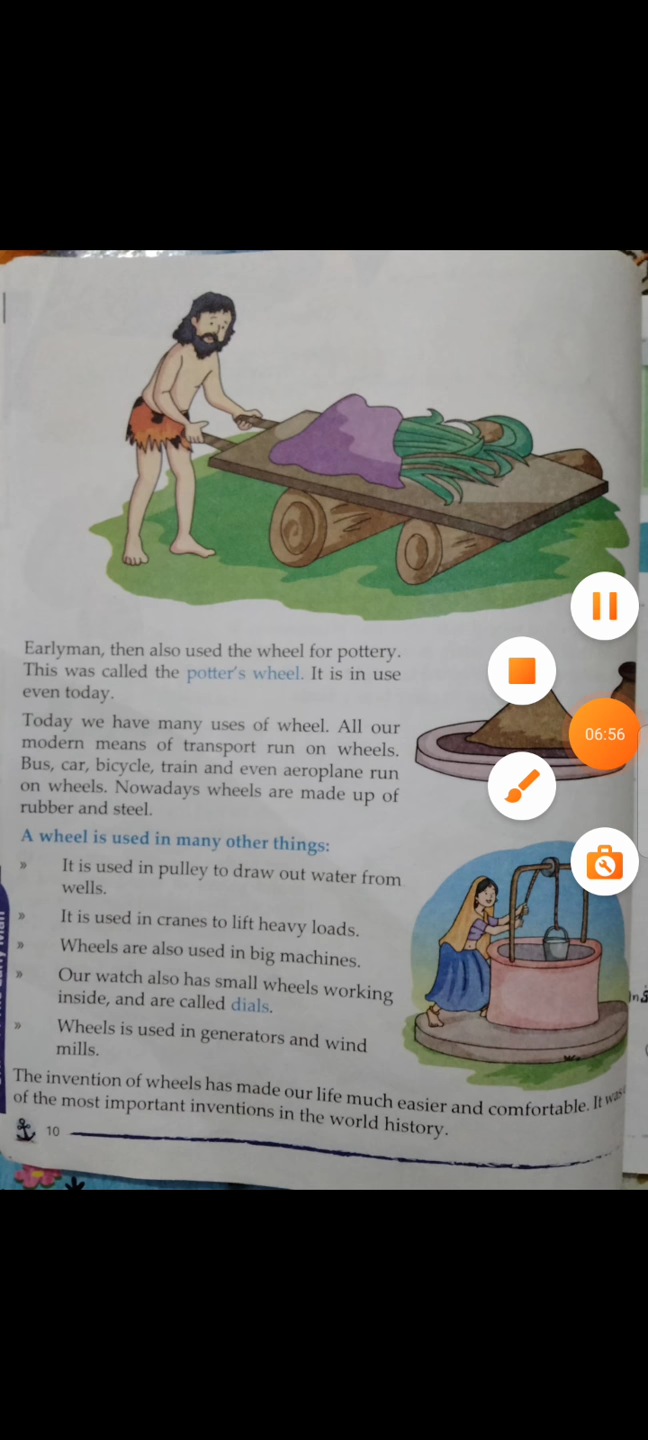 Earlyman, then also used the wheel for pottery.
This was called the potter's wheel. It is in use
even today.
Today we have many uses of wheel. All our
modern means of transport run on wheels.
Bus, car, bicycle, train and even aeroplane run
on wheels. Nowadays wheels are made up of
rubber and steel.
A wheel is used in many other things:
» It is used in pulley to draw out water from
wells.
» It is used in cranes to lift heavy loads.
» Wheels are also used in big machines.
» Our watch also has small wheels working
inside, and are called dials.
» Wheels is used in generators and wind
mills.
The invention of wheels has made our life much easier and comfortable. It was
of the most important inventions in the world history.
10
06:56